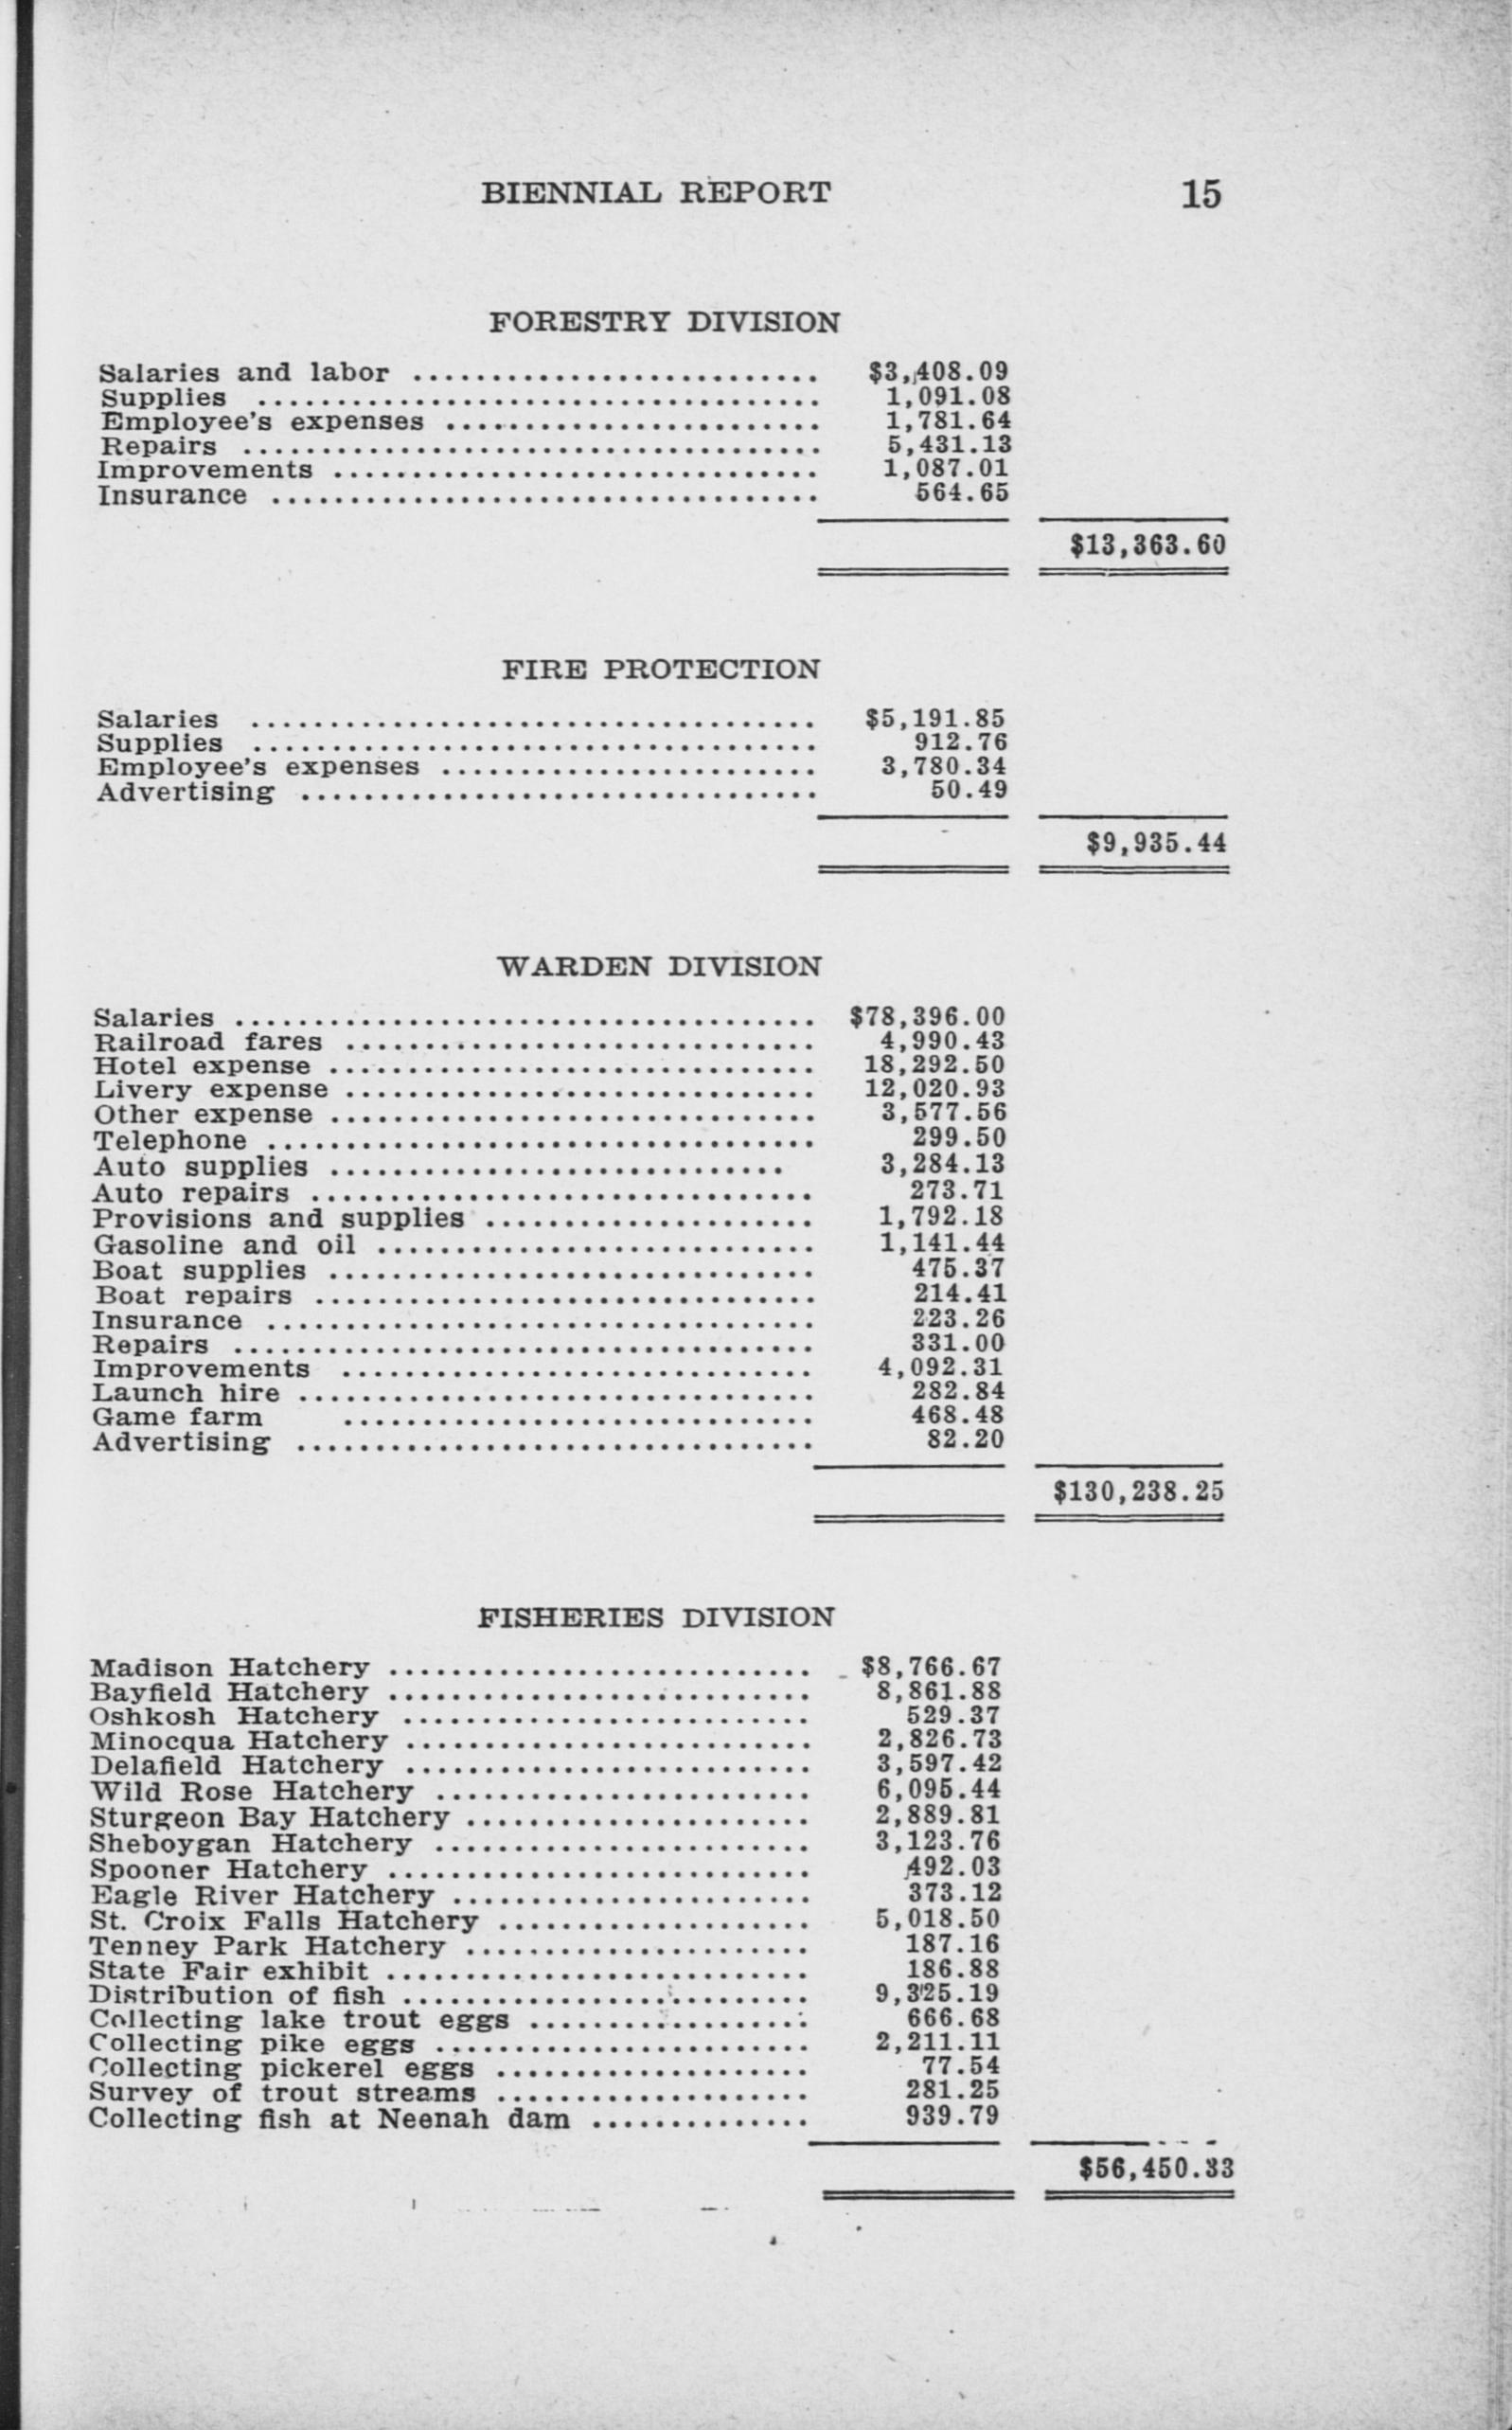 BIENNIAL REPORT 15
FORESTRY DIVISION
Salaries and labor .......................... $3,408.09
Supplies .................................... 1,091.08
Employee's expenses ........................ 1,781.64
Repairs ..................................... 5,431.13
Improvements ............................... 1,087.01
Insurance ................................... 564.65
$13,363.60
FIRE PROTECTION
Salaries .................................... $5,191.85
Supplies .................................... 912.76
Employee's expenses ........................ 3,780.34
Advertising ................................. 50.49
$9,935.44
WARDEN DIVISION
Salaries ..................................... $78,396.00
Railroad fares .............................. 4,990.43
Hotel expense ............................... 18,292.50
Livery expense .............................. 12,020.93
Other expense ............................... 3,577.56
Telephone ................................... 299.50
Auto supplies ............................. 3,284.13
Auto repairs ................................ 273.71
Provisions and supplies ..................... 1,792.18
Gasoline and oil ............................ 1,141.44
Boat supplies ............................... 475.37
Boat repairs ................................ 214.41
Insurance ................................... 223.26
Repairs ..................................... 331.00
Improvements .............................. 4,092.31
Launch hire ................................. 282.84
Game farm .............................. 468.48
Advertising ................................. 82.20
$130,238.25
FISHERIES DIVISION
Madison Hatchery ........................... $8,766.67
Bayfield Hatchery ........................... 8,861.88
Oshkosh Hatchery .......................... 529.37
Minocqua Hatchery .......................... 2,826.73
Delafield Hatchery .......................... 3,597.42
Wild Rose Hatchery ........................ 6,095.44
Sturgeon Bay Hatchery ...................... 2,889.81
Sheboygan Hatchery ........................ 3,123.76
Spooner Hatchery ........................... 492.03
Eagle River Hatchery ....................... 373.12
St. Croix Falls Hatchery .................... 5,018.50
Tenney Park Hatchery ...................... 187.16
State Fair exhibit ........................... 186.88
Distribution of fish .......................... 9,325.19
Collecting lake trout eggs .................. 666.68
Collecting pike eggs ........................ 2,211.11
Collecting pickerel eggs .................... 77.54
Survey of trout streams .................... 281.25
Collecting fish at Neenah dam .............. 939.79
$56,450.33